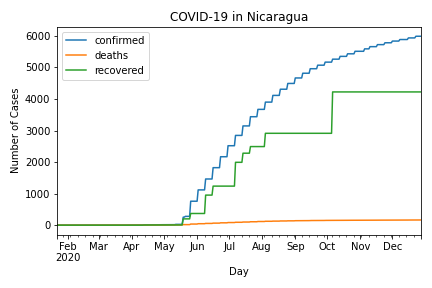 COVID-19 in Nicaragua
confirmed
deaths
recovered
6000
5000
4000
3000
2000
1000
0
Number of Cases
Feb Mar Apr May Jun Jul Aug Sep Oct Nov Dec
2020
Day